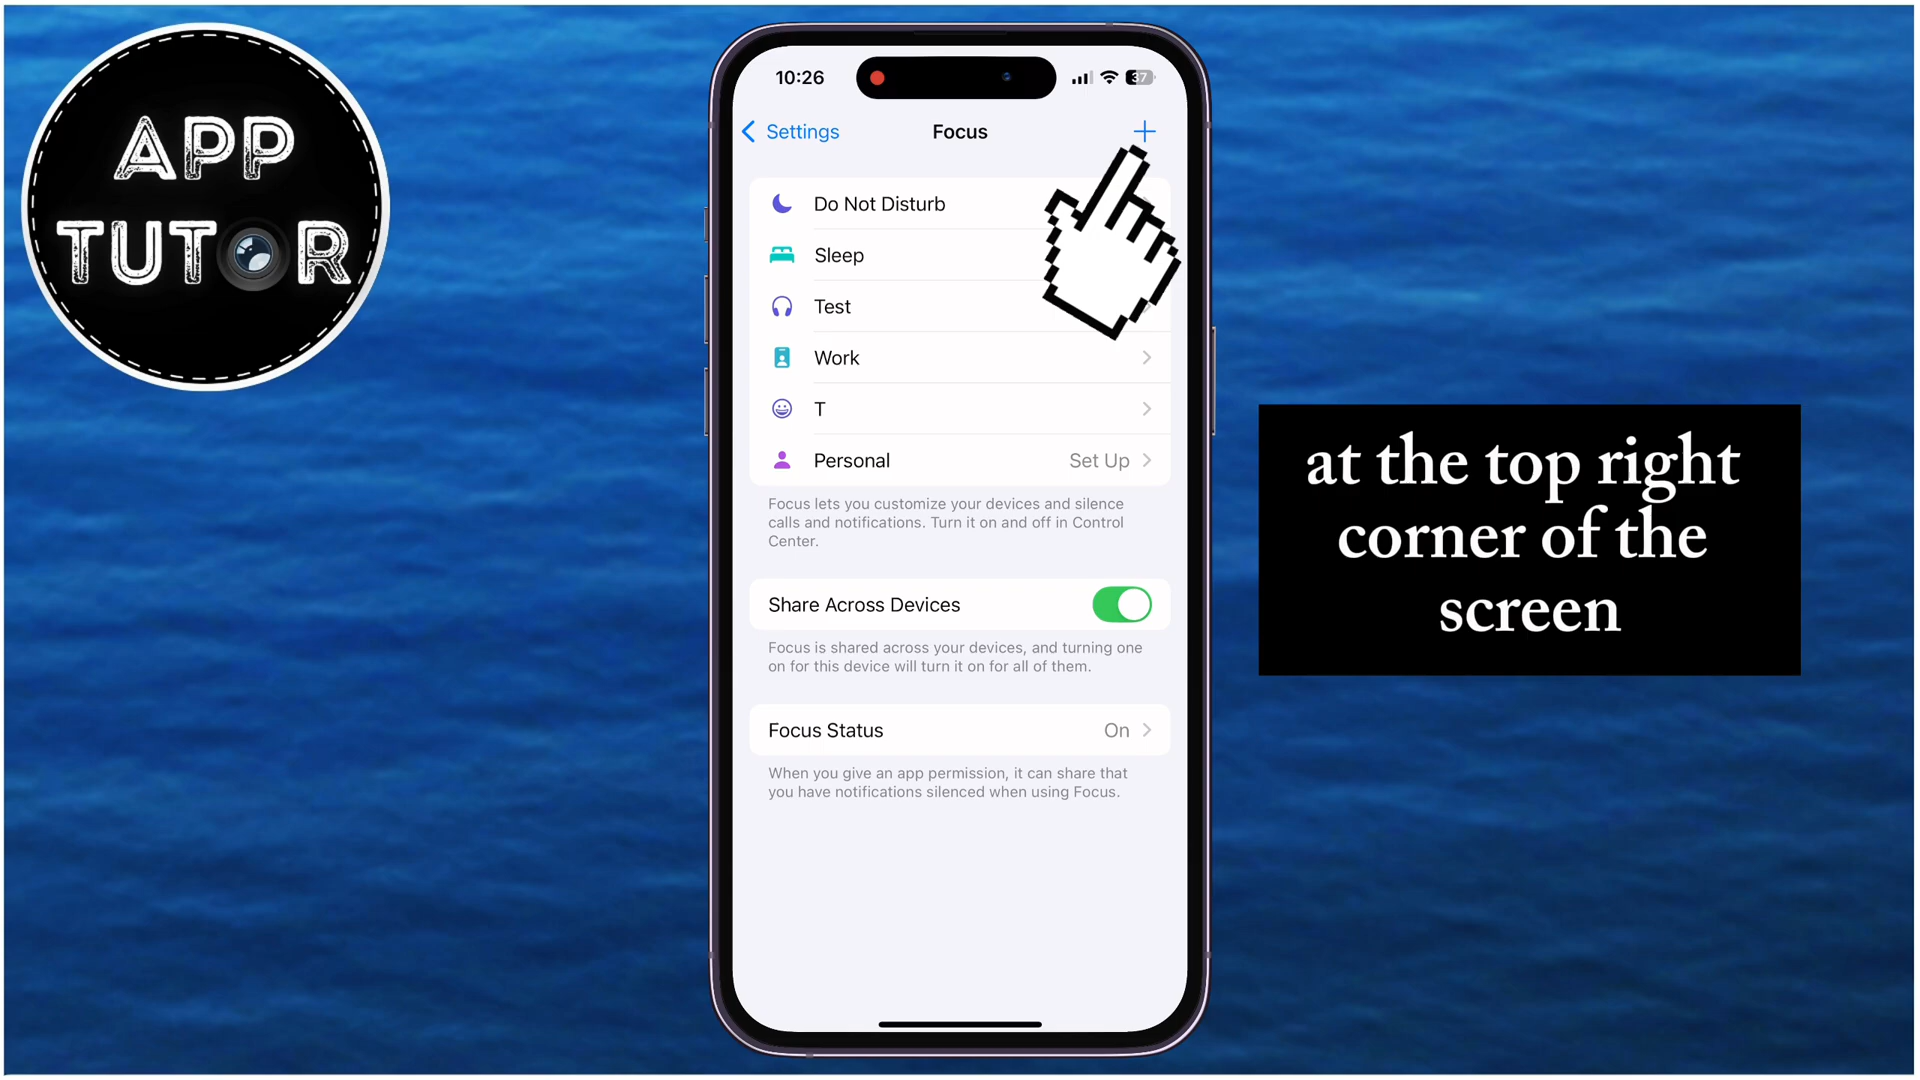 APP
TUTOR
10:26
37
Settings
Focus
Do Not Disturb
Sleep
Test
Work
T
Personal
Set Up
Focus lets you customize your devices and silence
calls and notifications. Turn it on and off in Control
Center.
Share Across Devices
Focus is shared across your devices, and turning one
on for this device will turn it on for all of them.
Focus Status
On
When you give an app permission, it can share that
you have notifications silenced when using Focus.
at the top right
corner of the
screen